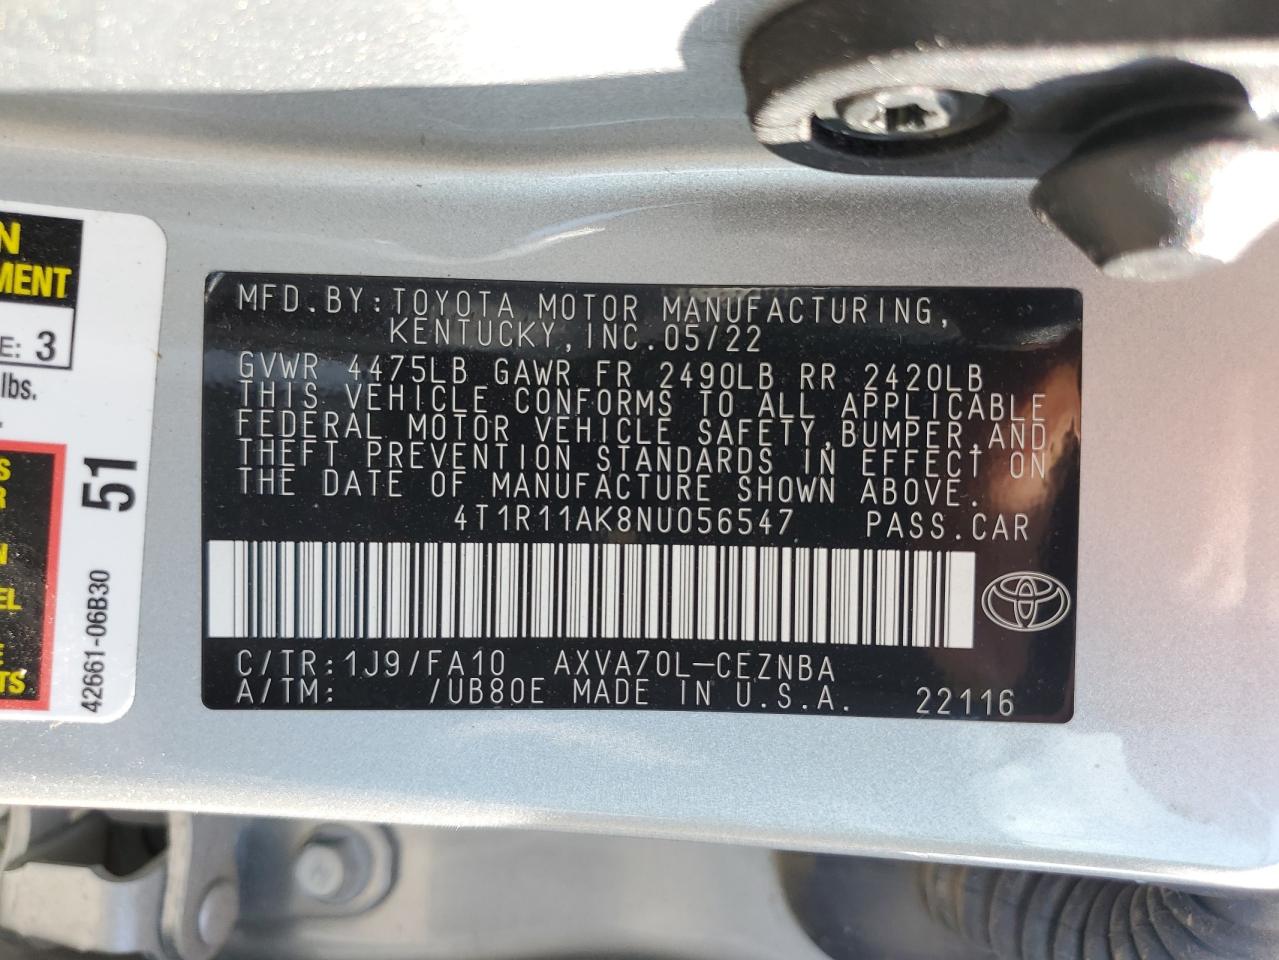 N
MENT
E: 3
lbs.
S
R
N
EL
E
TS
51
42661-06B30
MFD.BY:TOYOTA MOTOR MANUFACTURING,
KENTUCKY,INC.05/22
GVWR 4475LB GAWR FR 2490LB RR 2420LB
THIS VEHICLE CONFORMS TO ALL APPLICABLE
FEDERAL MOTOR VEHICLE SAFETY,BUMPER,AND
THEFT PREVENTION STANDARDS IN EFFECT ON
THE DATE OF MANUFACTURE SHOWN ABOVE.
4T1R11AK8NU056547 PASS.CAR
C/TR:1J9/FA10 AXVA70L-CEZNBA
A/TM: /UB80E MADE IN U.S.A. 22116